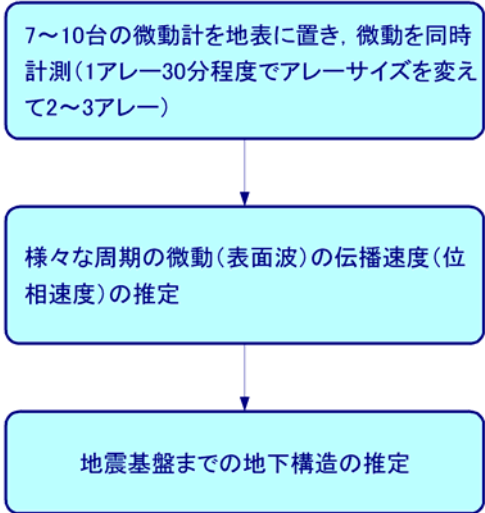 7～10台の微動計を地表に置き，微動を同時
計測（1アレー30分程度でアレーサイズを変え
て2～3アレー）
様々な周期の微動（表面波）の伝播速度（位
相速度）の推定
地震基盤までの地下構造の推定